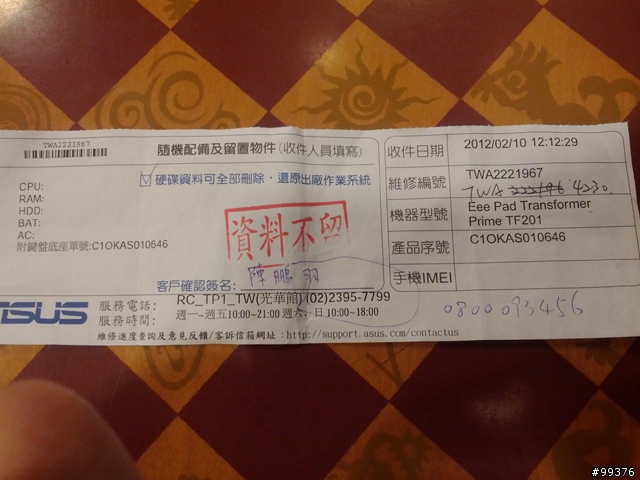 TWA2221967
隨機配備及留置物件(收件人員填寫)
硬碟資料可全部刪除,還原出廠作業系統
CPU:
RAM:
HDD:
BAT:
AC:
附鍵盤底座單號:C1OKAS010646
資料不留
客戶確認簽名:
陳鵬羽
收件日期 2012/02/10 12:12:29
維修編號 TWA2221967
TWA 4230
機器型號 Eee Pad Transformer
Prime TF201
產品序號 C1OKAS010646
手機IMEI
ASUS
服務電話: RC_TP1_TW(光華館)(02)2395-7799
服務時間: 週一~週五10:00~21:00 週六、日10:00~18:00
維修進度查詢及意見反饋/客訴信箱網址:http://support.asus.com/contactus
0800093456
#99376